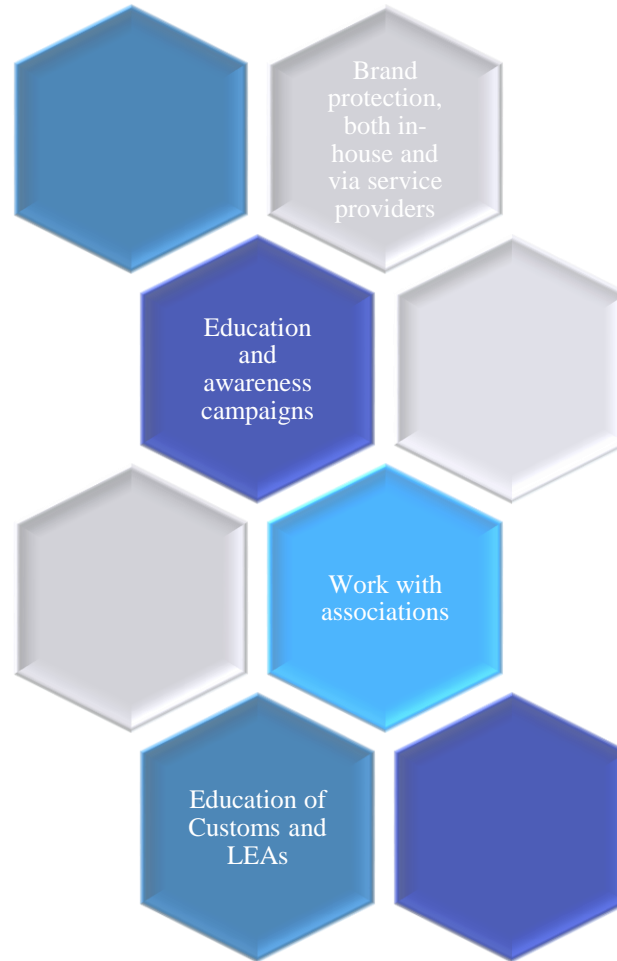 Brand
protection,
both in-
house and
via service
providers
Education
and
awareness
campaigns
Work with
associations
Education of
Customs and
LEAs